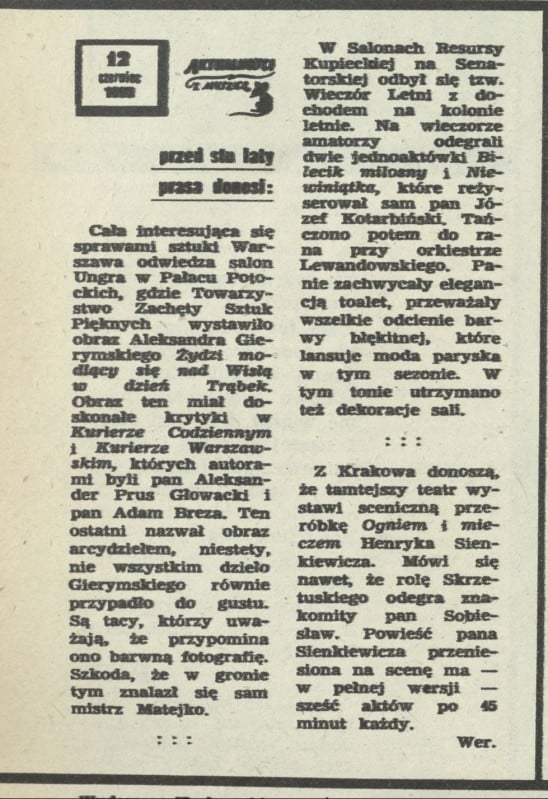 12
czerwiec
AKTUALNOŚCI
Z MYSZKĄ
przed stu laty
prasa donosi:
Cała interesująca się
sprawami sztuki War-
szawa odwiedza salon
Ungra w Pałacu Poto-
ckich, gdzie Towarzy-
stwo Zachęty Sztuk
Pięknych wystawiło
obraz Aleksandra Gie-
rymskiego Żydzi mo-
dlący się nad Wisłą
w dzień Trąbek.
Obraz ten miał do-
skonałe krytyki w
Kurierze Codziennym
i Kurierze Warszaw-
skim, których autora-
mi byli pan Aleksan-
der Prus Głowacki i
pan Adam Breza. Ten
ostatni nazwał obraz
arcydziełem, niestety,
nie wszystkim dzieło
Gierymskiego równie
przypadło do gustu.
Są tacy, którzy uwa-
żają, że przypomina
ono barwną fotografię.
Szkoda, że w gronie
tym znalazł się sam
mistrz Matejko.
: : :
W Salonach Resursy
Kupieckiej na Sena-
torskiej odbył się tzw.
Wieczór Letni z do-
chodem na kolonie
letnie. Na wieczorze
amatorzy odegrali
dwie jednoaktówki Bi-
lecik miłosny i Nie-
winiątka, które reży-
serował sam pan Jó-
zef Kotarbiński. Tań-
czono potem do ra-
na przy orkiestrze
Lewandowskiego. Pa-
nie zachwycały elegan-
cją toalet, przeważały
wszelkie odcienie bar-
wy błękitnej, które
lansuje moda paryska
w tym sezonie. W
tym tonie utrzymano
też dekoracje sali.
: : :
Z Krakowa donoszą,
że tamtejszy teatr wy-
stawi sceniczną prze-
róbkę Ogniem i mie-
czem Henryka Sien-
kiewicza. Mówi się
nawet, że rolę Skrze-
tuskiego odegra zna-
komity pan Sobie-
sław. Powieść pana
Sienkiewicza przenie-
siona na scenę ma —
w pełnej wersji —
sześć aktów po 45
minut każdy.
Wer.